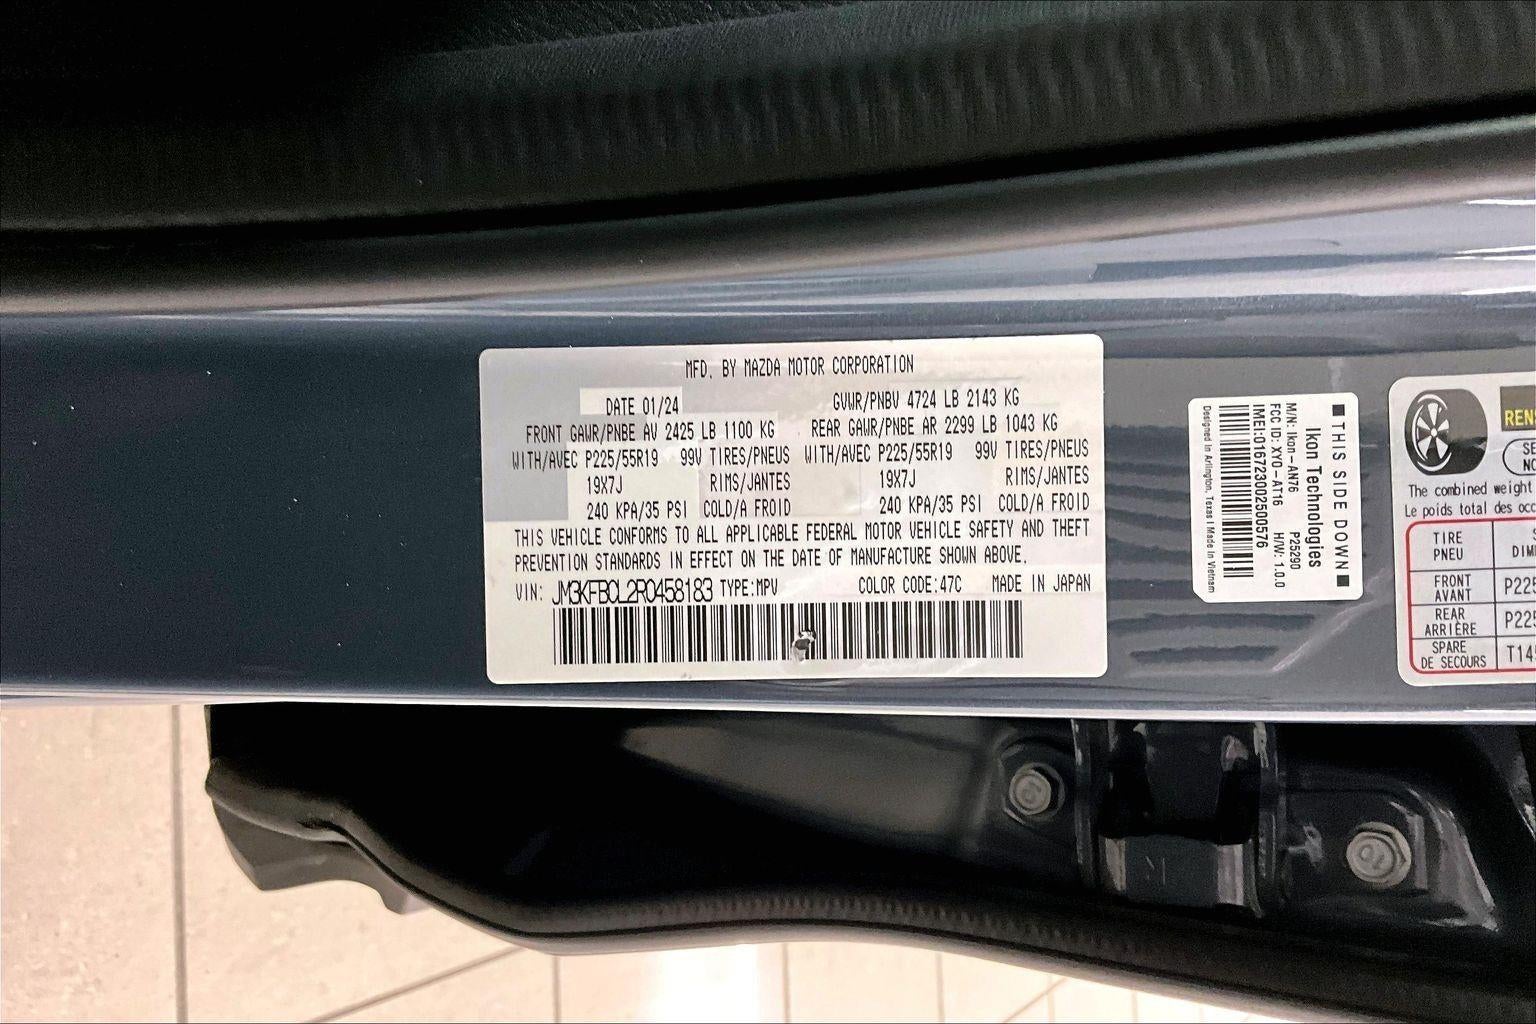 MFD. BY MAZDA MOTOR CORPORATION
DATE 01/24 GVWR/PNBV 4724 LB 2143 KG
FRONT GAWR/PNBE AV 2425 LB 1100 KG REAR GAWR/PNBE AR 2299 LB 1043 KG
WITH/AVEC P225/55R19 99V TIRES/PNEUS WITH/AVEC P225/55R19 99V TIRES/PNEUS
19X7J RIMS/JANTES 19X7J RIMS/JANTES
240 KPA/35 PSI COLD/A FROID 240 KPA/35 PSI COLD/A FROID
THIS VEHICLE CONFORMS TO ALL APPLICABLE FEDERAL MOTOR VEHICLE SAFETY AND THEFT
PREVENTION STANDARDS IN EFFECT ON THE DATE OF MANUFACTURE SHOWN ABOVE.
VIN: JM3KFBCL2R0458183 TYPE:MPV COLOR CODE:47C MADE IN JAPAN
■THIS SIDE DOWN■
Ikon Technologies
M/N: Ikon-AN76 P25290
FCC ID: XYO-AT16 H/W: 1.0.0
IMEI:016723002500576
Designed in Arlington, Texas | Made in Vietnam
The combined weight
Le poids total des occ
TIRE
PNEU
FRONT
AVANT
REAR
ARRIÈRE
SPARE
DE SECOURS